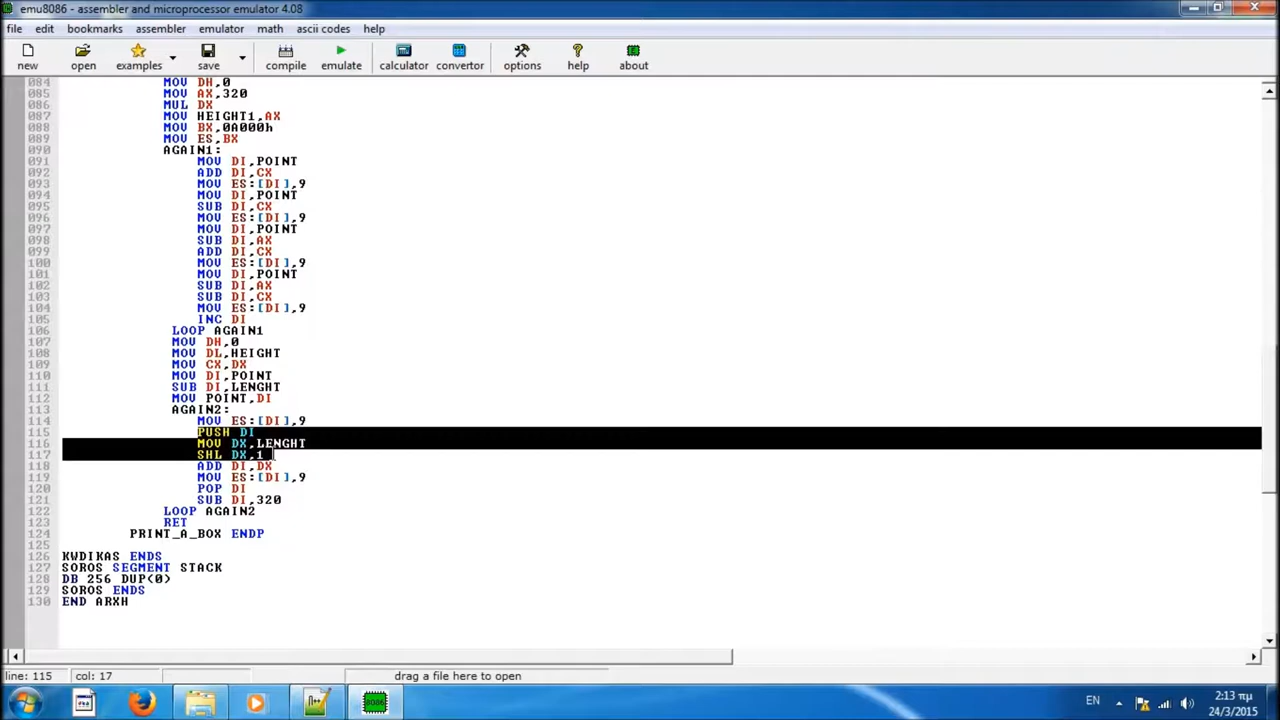 emu8086 - assembler and microprocessor emulator 4.08
file edit bookmarks assembler emulator math ascii codes help
new open examples save compile emulate calculator convertor options help about
084 MOV DH,0
085 MOV AX,320
086 MUL DX
087 MOV HEIGHT1,AX
088 MOV BX,0A000h
089 MOV ES,BX
090 AGAIN1:
091 MOV DI,POINT
092 ADD DI,CX
093 MOV ES:[DI],9
094 MOV DI,POINT
095 SUB DI,CX
096 MOV ES:[DI],9
097 MOV DI,POINT
098 SUB DI,AX
099 ADD DI,CX
100 MOV ES:[DI],9
101 MOV DI,POINT
102 SUB DI,AX
103 SUB DI,CX
104 MOV ES:[DI],9
105 INC DI
106 LOOP AGAIN1
107 MOV DH,0
108 MOV DL,HEIGHT
109 MOV CX,DX
110 MOV DI,POINT
111 SUB DI,LENGHT
112 MOV POINT,DI
113 AGAIN2:
114 MOV ES:[DI],9
115 PUSH DI
116 MOV DX,LENGHT
117 SHL DX,1
118 ADD DI,DX
119 MOV ES:[DI],9
120 POP DI
121 SUB DI,320
122 LOOP AGAIN2
123 RET
124 PRINT_A_BOX ENDP
125
126 KWDIKAS ENDS
127 SOROS SEGMENT STACK
128 DB 256 DUP(0)
129 SOROS ENDS
130 END ARXH
line: 115 col: 17 drag a file here to open
8086 EN 2:13 πμ
24/3/2015